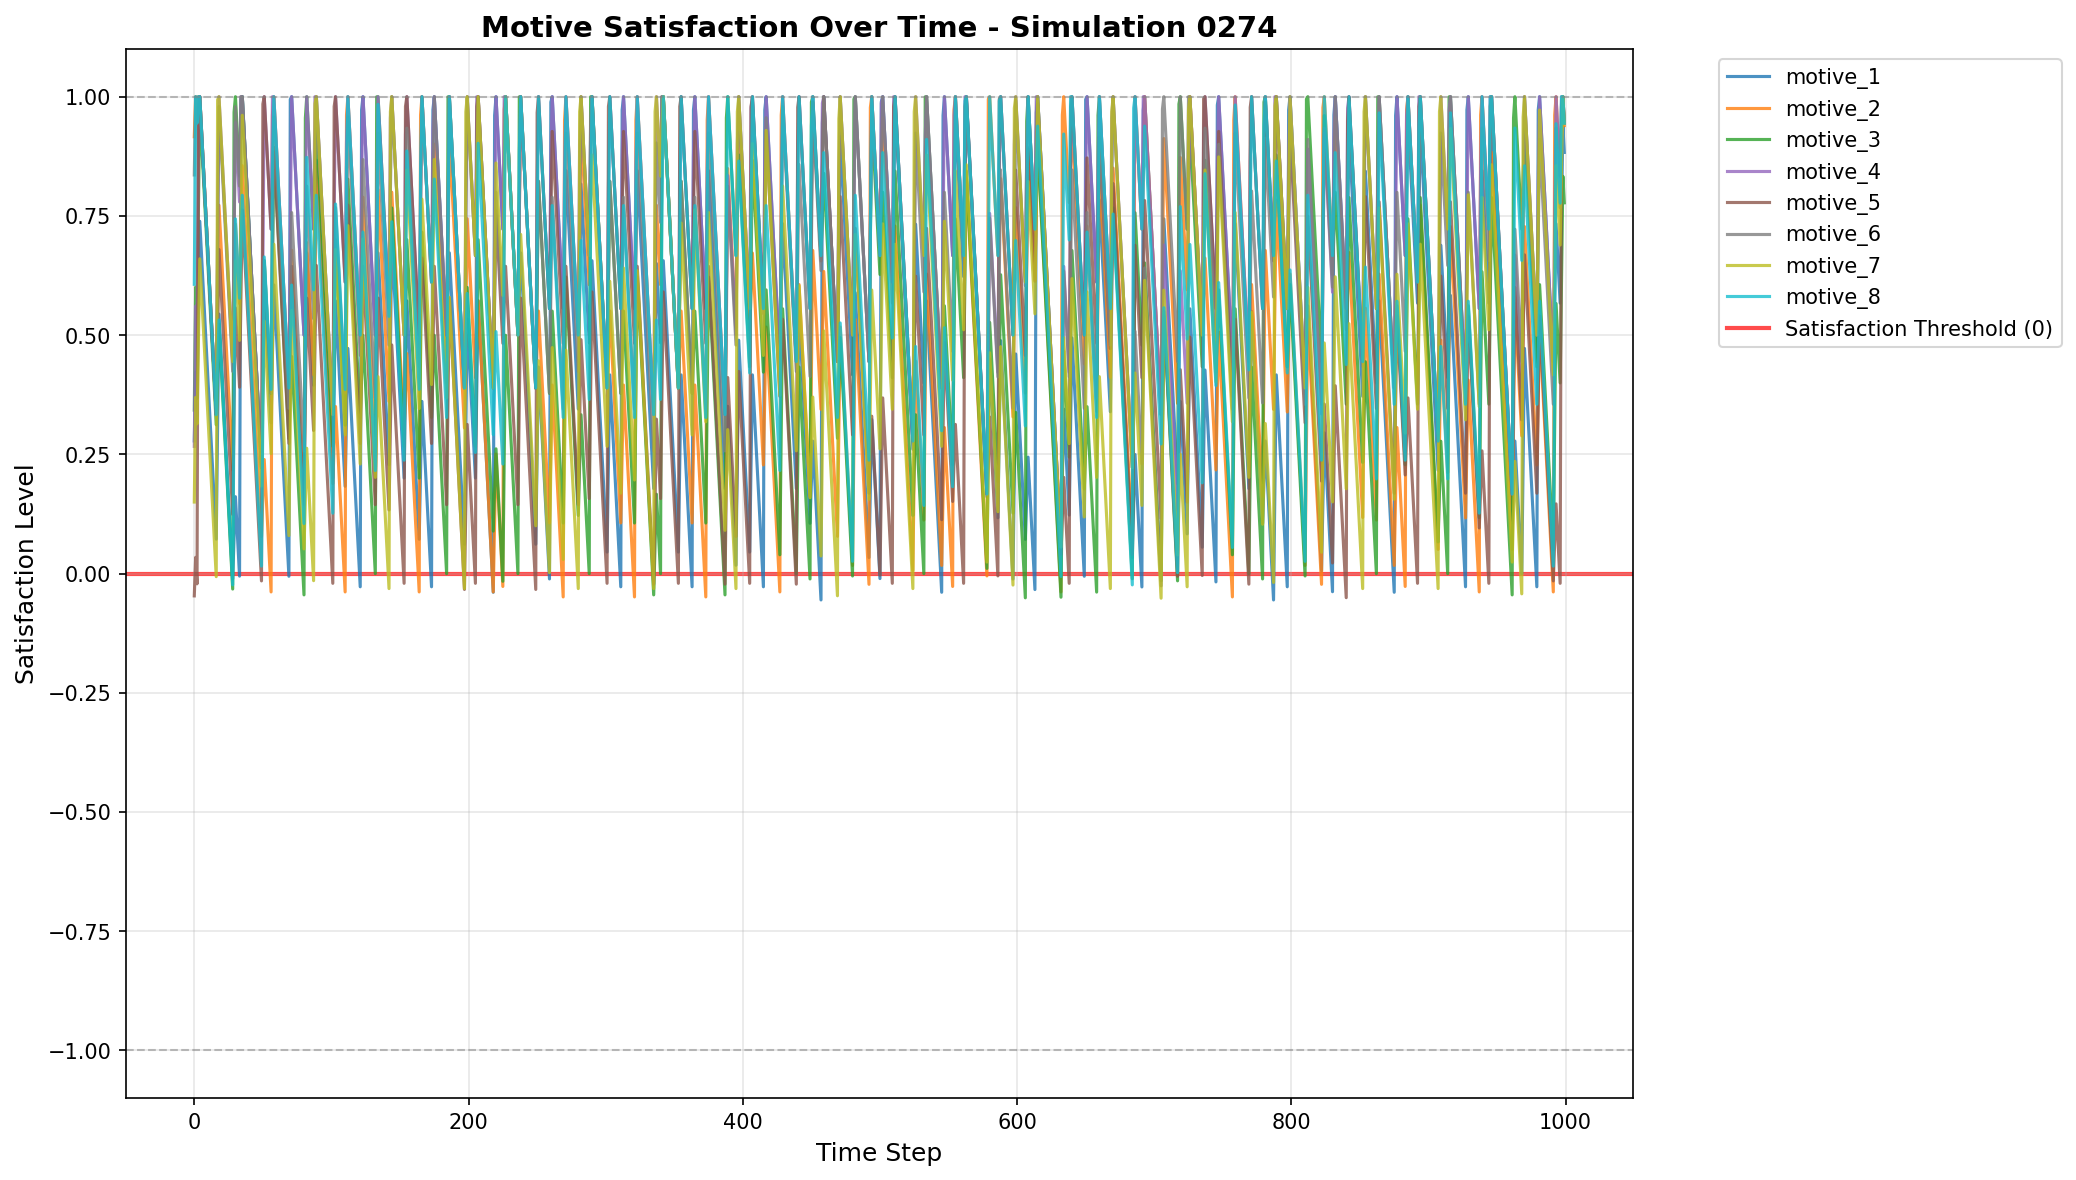 Motive Satisfaction Over Time - Simulation 0274
motive_1
motive_2
motive_3
motive_4
motive_5
motive_6
motive_7
motive_8
Satisfaction Threshold (0)
Satisfaction Level
1.00
0.75
0.50
0.25
0.00
−0.25
−0.50
−0.75
−1.00
0 200 400 600 800 1000
Time Step